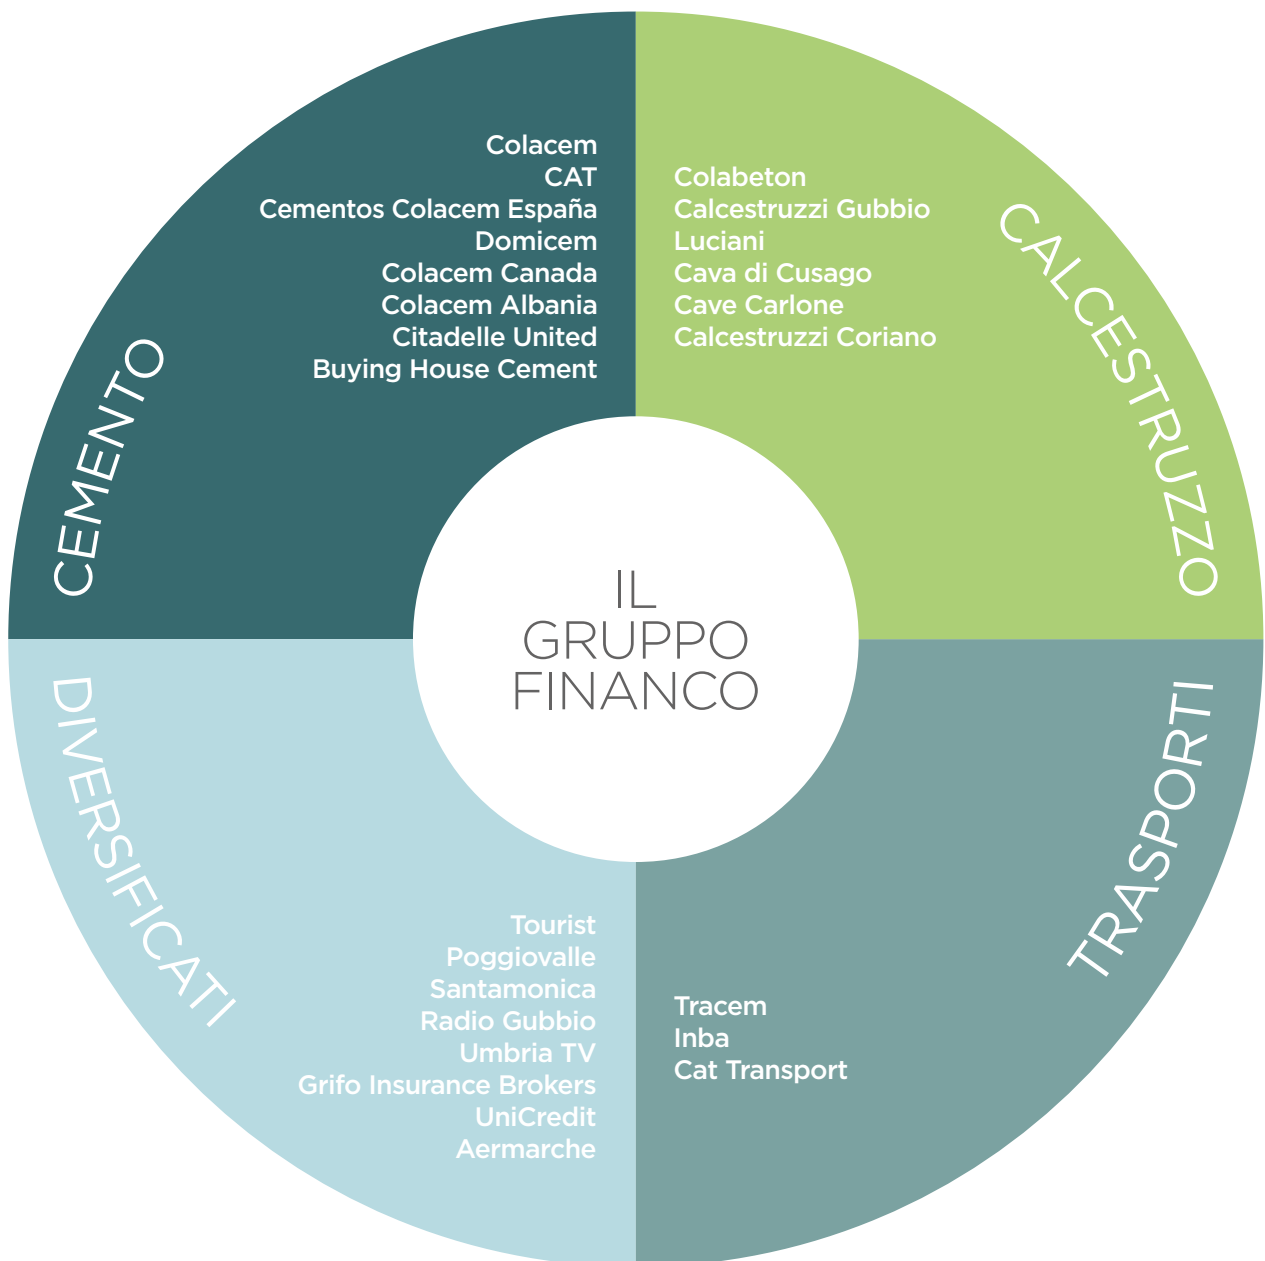 CEMENTO
Colacem
CAT
Cementos Colacem España
Domicem
Colacem Canada
Colacem Albania
Citadelle United
Buying House Cement
CALCESTRUZZO
Colabeton
Calcestruzzi Gubbio
Luciani
Cava di Cusago
Cave Carlone
Calcestruzzi Coriano
IL
GRUPPO
FINANCO
DIVERSIFICATI
Tourist
Poggiovalle
Santamonica
Radio Gubbio
Umbria TV
Grifo Insurance Brokers
UniCredit
Aermarche
TRASPORTI
Tracem
Inba
Cat Transport